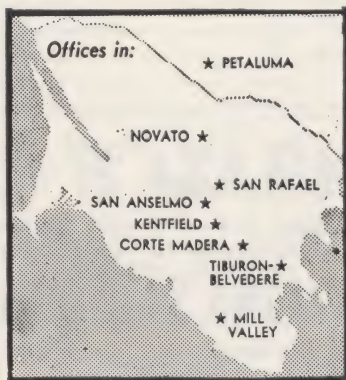 Offices in:
★ PETALUMA
NOVATO ★
★ SAN RAFAEL
SAN ANSELMO ★
KENTFIELD ★
CORTE MADERA ★
TIBURON- ★
BELVEDERE
★ MILL
VALLEY